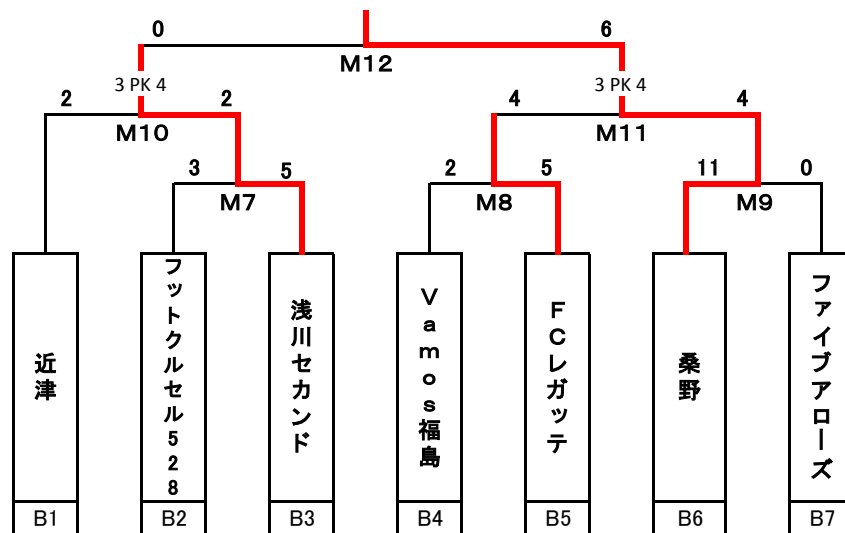 0 6
M12
3 PK 4 3 PK 4
2 2 4 4
M10 M11
3 5 2 5 11 0
M7 M8 M9
近津
フットクルセル528
浅川セカンド
Vamos福島
FCレガッテ
桑野
ファイブアローズ
B1 B2 B3 B4 B5 B6 B7